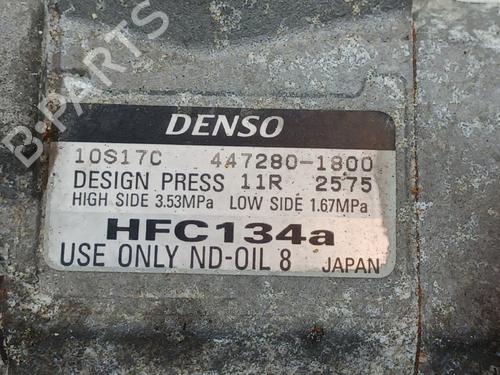 B-PARTS
DENSO
10S17C 447280-1800
DESIGN PRESS 11R 2575
HIGH SIDE 3.53MPa LOW SIDE 1.67MPa
HFC134a
USE ONLY ND-OIL 8 JAPAN